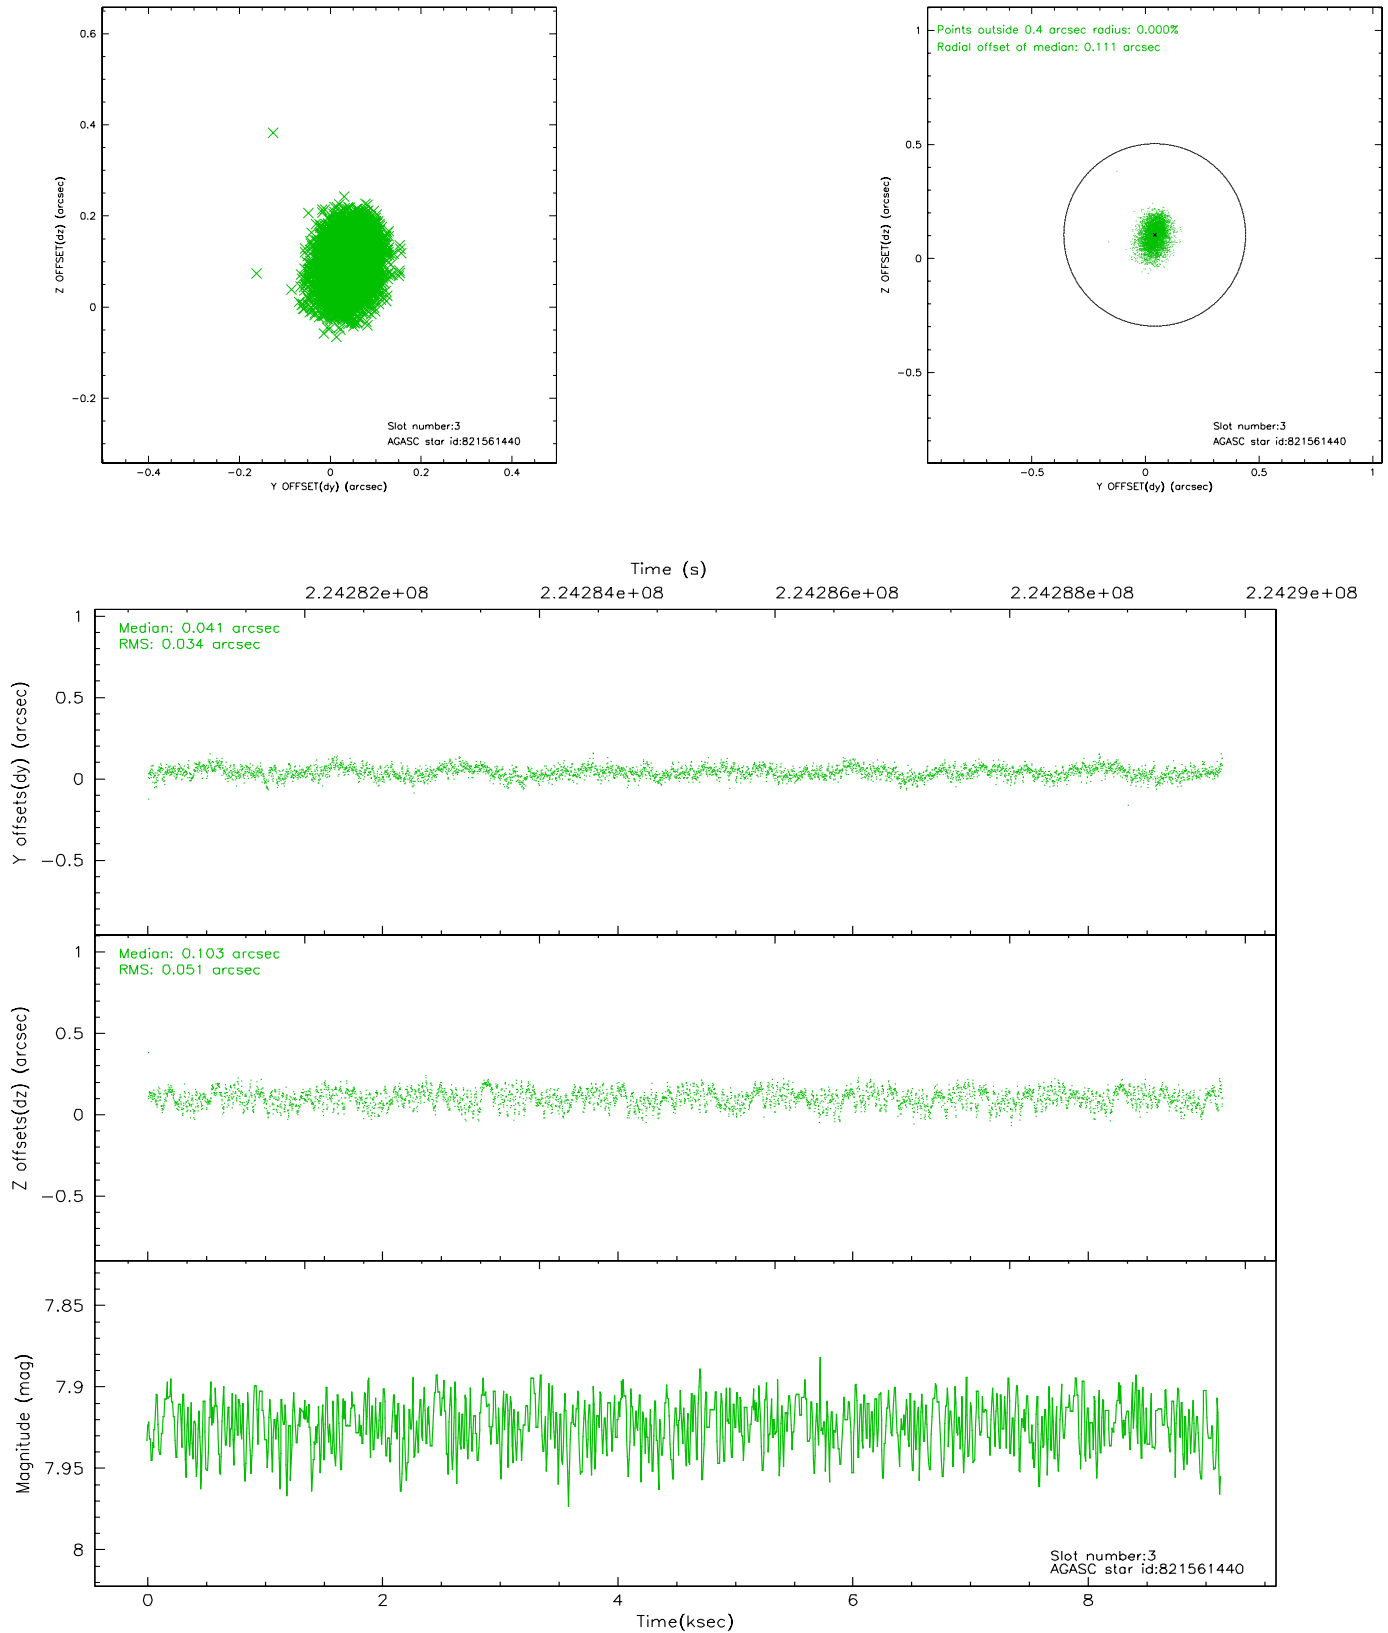 0.6
0.4
0.2
0
−0.2
Z OFFSET(dz) (arcsec)
Slot number:3
AGASC star id:821561440
−0.4 −0.2 0 0.2 0.4
Y OFFSET(dy) (arcsec)
Points outside 0.4 arcsec radius: 0.000%
Radial offset of median: 0.111 arcsec
1
0.5
0
−0.5
Z OFFSET(dz) (arcsec)
Slot number:3
AGASC star id:821561440
−0.5 0 0.5 1
Y OFFSET(dy) (arcsec)
Time (s)
2.24282e+08 2.24284e+08 2.24286e+08 2.24288e+08 2.2429e+08
Median: 0.041 arcsec
RMS: 0.034 arcsec
1
0.5
0
−0.5
Y offsets(dy) (arcsec)
Median: 0.103 arcsec
RMS: 0.051 arcsec
1
0.5
0
−0.5
Z offsets(dz) (arcsec)
7.85
7.9
7.95
8
Magnitude (mag)
Slot number:3
AGASC star id:821561440
0 2 4 6 8
Time(ksec)